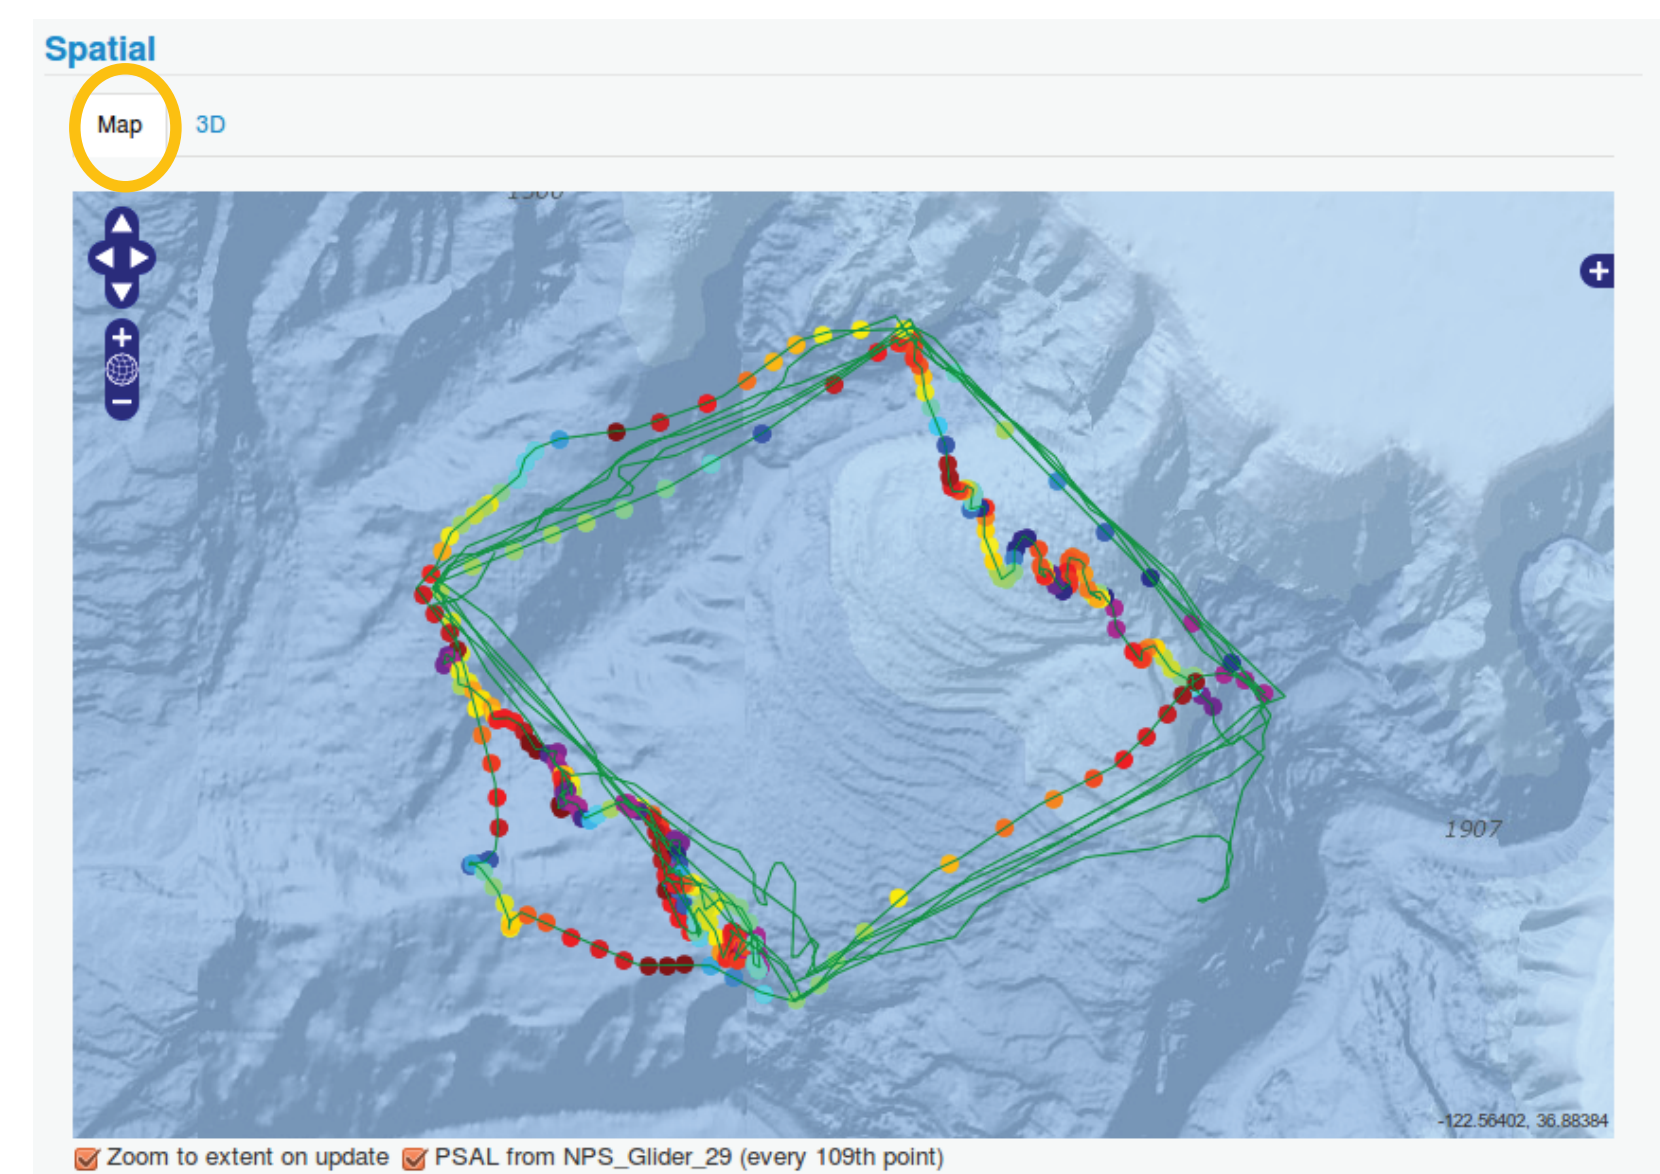 Spatial
Map 3D
1907
-122.56402, 36.88384
Zoom to extent on update PSAL from NPS_Glider_29 (every 109th point)